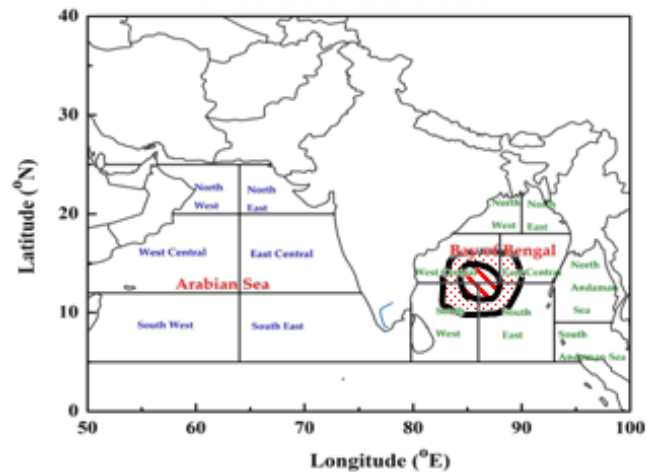 40
30
20
10
0
50
60
70
80
90
100
Latitude (°N)
Longitude (°E)
North
West
North
East
West Central
East Central
Arabian Sea
South West
South East
North
West
North
East
Bay of Bengal
West Central
East Central
South
West
South
East
North
Andaman
Sea
South
Andaman Sea